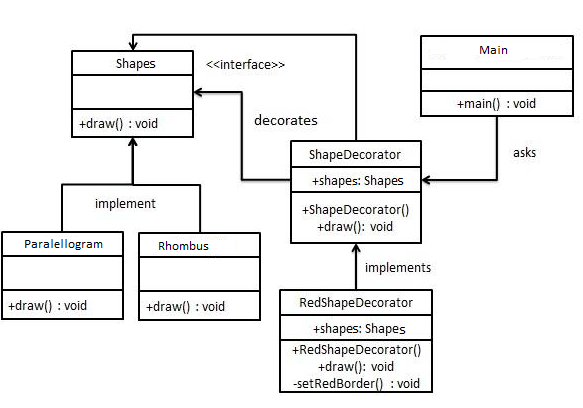 Shapes
+draw() : void
<<interface>>
decorates
Main
+main() : void
asks
ShapeDecorator
+shapes: Shapes
+ShapeDecorator()
+draw(): void
implement
Paralellogram
+draw() : void
Rhombus
+draw() : void
implements
RedShapeDecorator
+shapes: Shapes
+RedShapeDecorator()
+draw(): void
-setRedBorder() : void